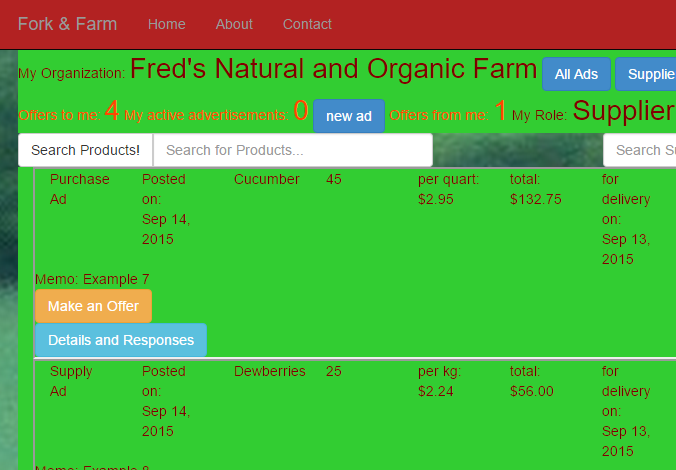 Fork & Farm Home About Contact
My Organization: Fred's Natural and Organic Farm All Ads Supplie
Offers to me: 4 My active advertisements: 0 new ad Offers from me: 1 My Role: Supplier
Search Products! Search for Products... Search Su
Purchase Posted Cucumber 45 per quart: total: for
Ad on: $2.95 $132.75 delivery
Sep 14, on:
2015 Sep 13,
2015
Memo: Example 7
Make an Offer
Details and Responses
Supply Posted Dewberries 25 per kg: total: for
Ad on: $2.24 $56.00 delivery
Sep 14, on:
2015 Sep 13,
2015
Memo: Example 8